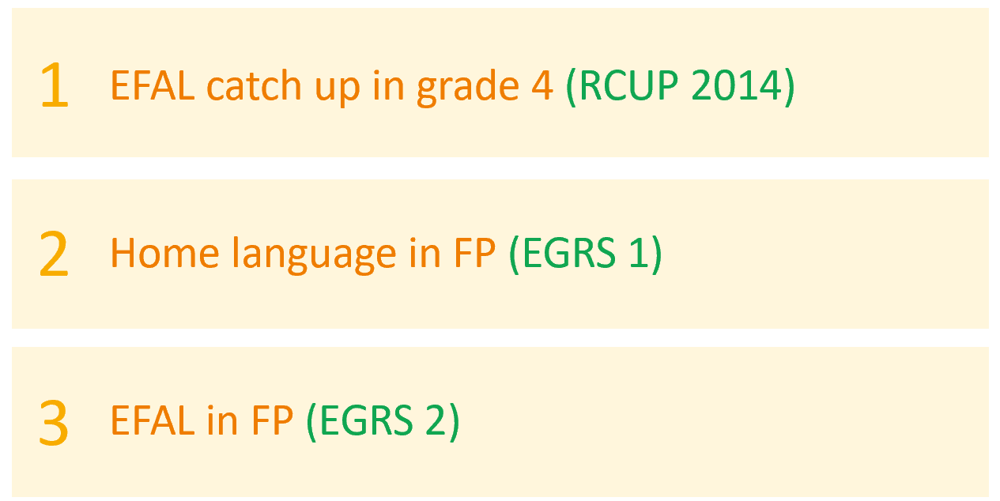 1 EFAL catch up in grade 4 (RCUP 2014)
2 Home language in FP (EGRS 1)
3 EFAL in FP (EGRS 2)